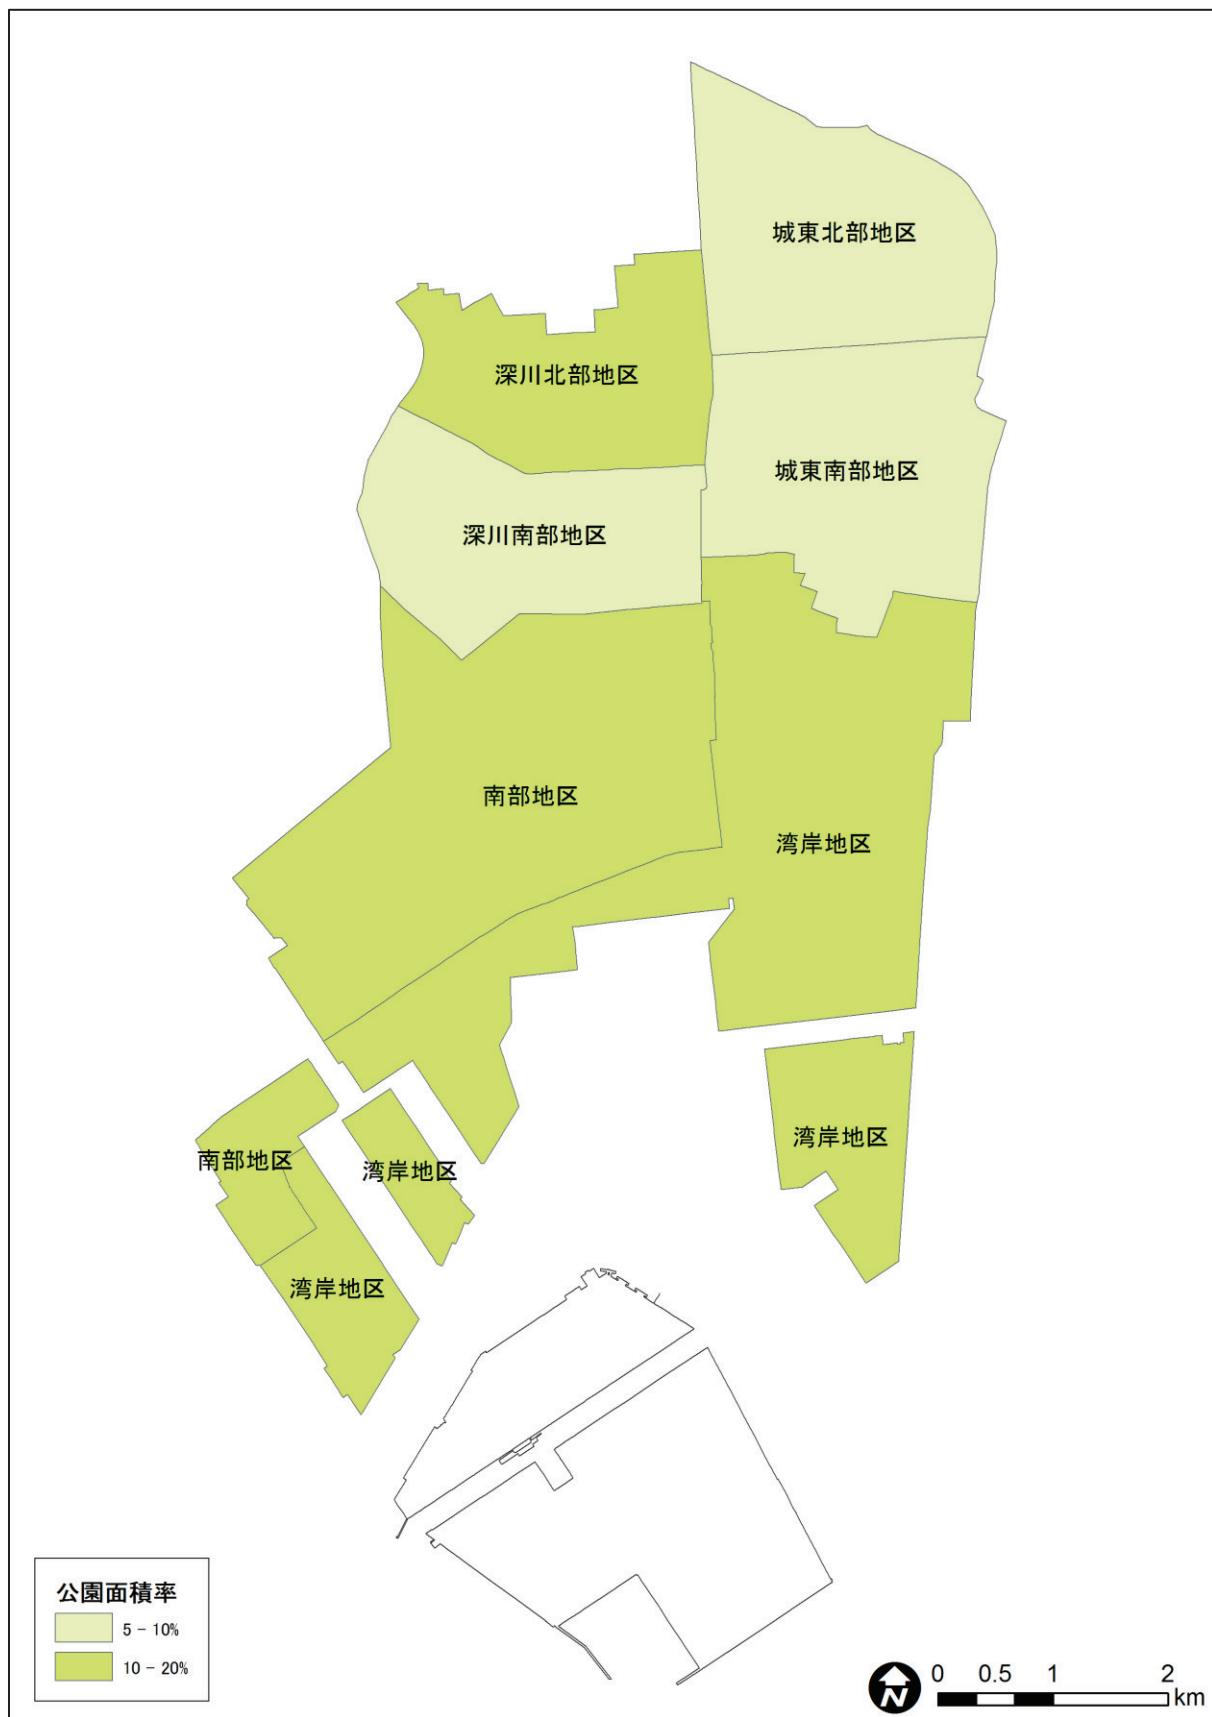 城東北部地区
深川北部地区
城東南部地区
深川南部地区
南部地区
湾岸地区
湾岸地区
南部地区
湾岸地区
湾岸地区
公園面積率
5 - 10%
10 - 20%
N
0 0.5 1 2
km